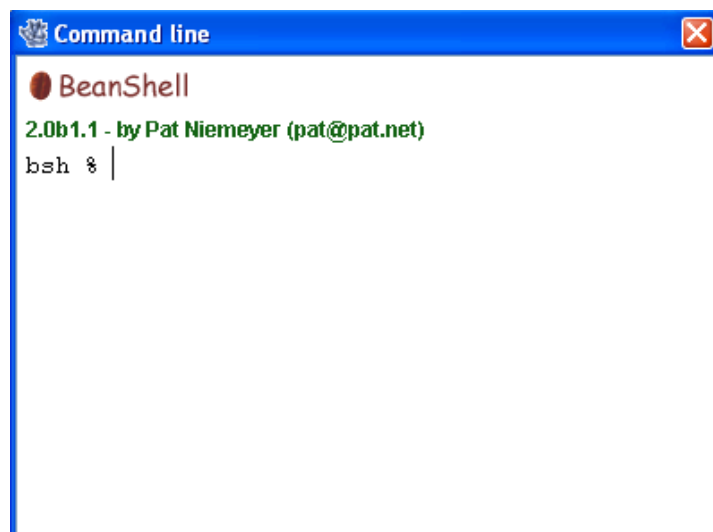 Command line
BeanShell
2.0b1.1 - by Pat Niemeyer (pat@pat.net)
bsh %